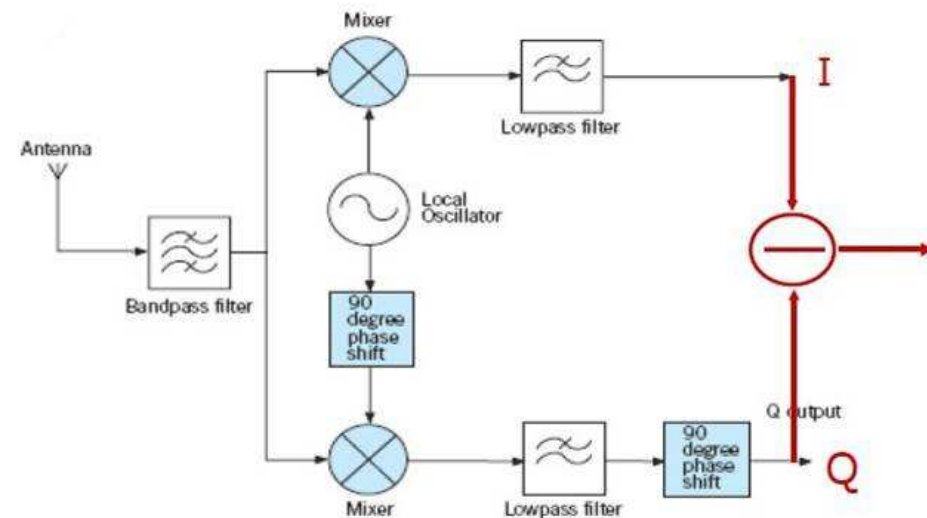 Mixer
I
Lowpass filter
Antenna
Local
Oscillator
Bandpass filter
90
degree
phase
shift
Q output
90
degree
phase
shift
Q
Mixer
Lowpass filter